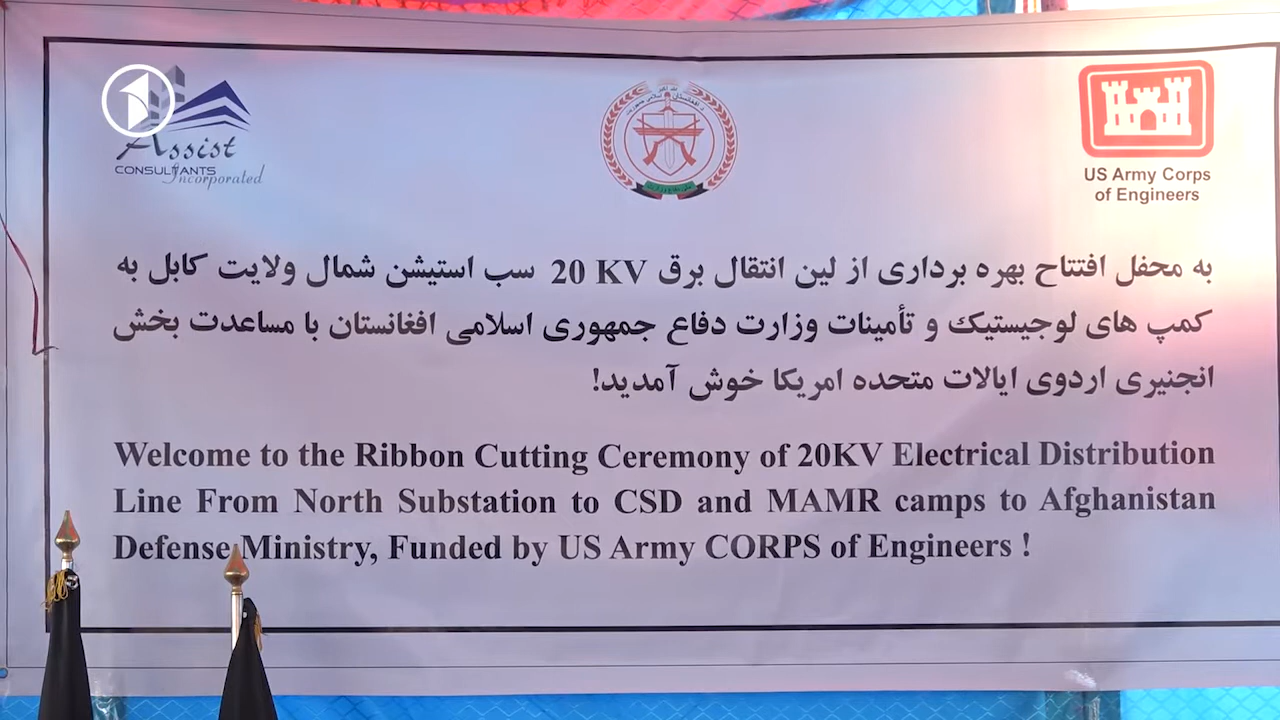 Assist
CONSULTANTS
Incorporated
US Army Corps
of Engineers
به محفل افتتاح بهره برداری از لین انتقال برق 20 KV سب استیشن شمال ولایت کابل به
کمپ های لوجیستیک و تأمینات وزارت دفاع جمهوری اسلامی افغانستان با مساعدت بخش
انجنیری اردوی ایالات متحده امریکا خوش آمدید!
Welcome to the Ribbon Cutting Ceremony of 20KV Electrical Distribution
Line From North Substation to CSD and MAMR camps to Afghanistan
Defense Ministry, Funded by US Army CORPS of Engineers !